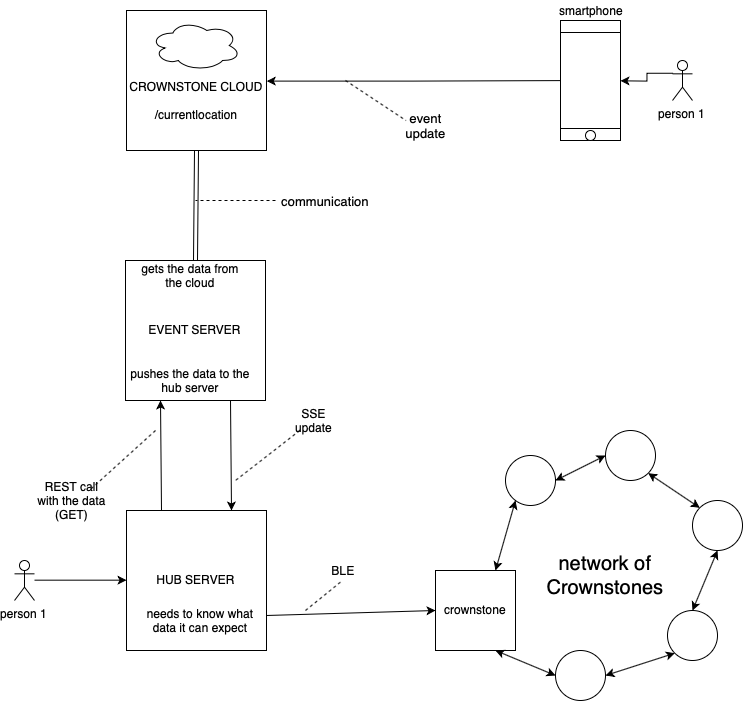 smartphone
CROWNSTONE CLOUD
/currentlocation
person 1
event
update
communication
gets the data from
the cloud
EVENT SERVER
pushes the data to the
hub server
SSE
update
REST call
with the data
(GET)
HUB SERVER
needs to know what
data it can expect
person 1
BLE
crownstone
network of
Crownstones